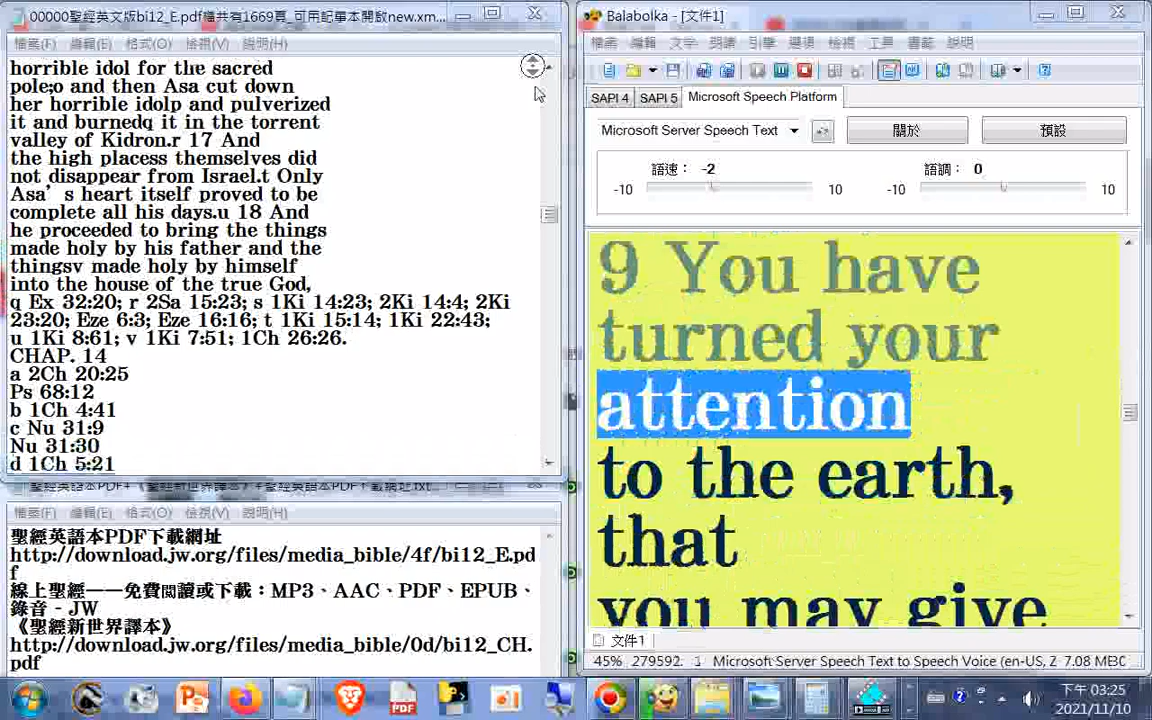 00000聖經英文版bi12_E.pdf檔共有1669頁_可用記事本開啟new.xm...
檔案(F) 編輯(E) 格式(O) 檢視(V) 說明(H)
horrible idol for the sacred
pole;o and then Asa cut down
her horrible idolp and pulverized
it and burnedq it in the torrent
valley of Kidron.r 17 And
the high placess themselves did
not disappear from Israel.t Only
Asa’s heart itself proved to be
complete all his days.u 18 And
he proceeded to bring the things
made holy by his father and the
thingsv made holy by himself
into the house of the true God,
q Ex 32:20; r 2Sa 15:23; s 1Ki 14:23; 2Ki 14:4; 2Ki
23:20; Eze 6:3; Eze 16:16; t 1Ki 15:14; 1Ki 22:43;
u 1Ki 8:61; v 1Ki 7:51; 1Ch 26:26.
CHAP. 14
a 2Ch 20:25
Ps 68:12
b 1Ch 4:41
c Nu 31:9
Nu 31:30
d 1Ch 5:21
檔案(F) 編輯(E) 格式(O) 檢視(V) 說明(H)
聖經英語本PDF下載網址
http://download.jw.org/files/media_bible/4f/bi12_E.pd
f
線上聖經——免費閱讀或下載：MP3、AAC、PDF、EPUB、
錄音 - JW
《聖經新世界譯本》
http://download.jw.org/files/media_bible/0d/bi12_CH.
pdf
Balabolka - [文件1]
檔案 編輯 文字 朗讀 引擎 選項 檢視 工具 書籤 說明
SAPI 4 SAPI 5 Microsoft Speech Platform
Microsoft Server Speech Text 關於 預設
語速： -2 語調： 0
-10 10 -10 10
9 You have
turned your
attention
to the earth,
that
you may give
文件1
45% 279592. 1 Microsoft Server Speech Text to Speech Voice (en-US, Z 7.08 MB
下午 03:25
2021/11/10